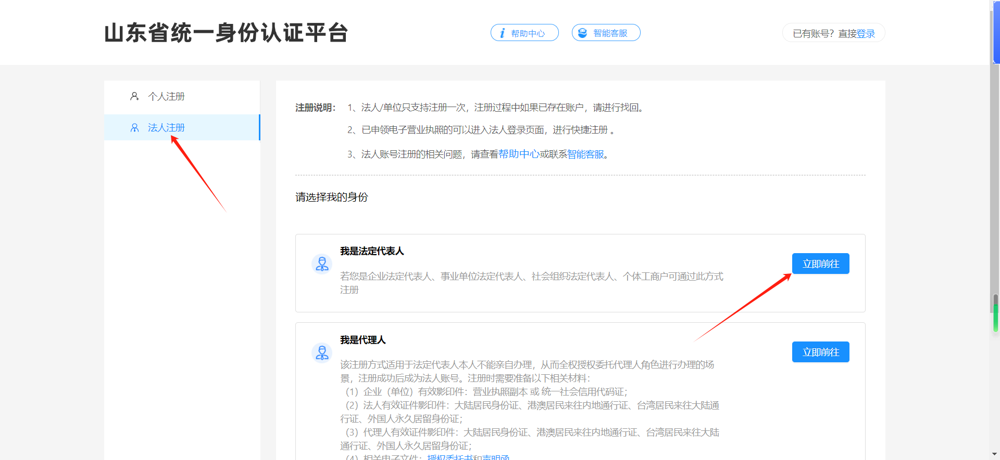 山东省统一身份认证平台
帮助中心
智能客服
已有账号？直接登录
个人注册
法人注册
注册说明： 1、法人/单位只支持注册一次，注册过程中如果已存在账户，请进行找回。
2、已申领电子营业执照的可以进入法人登录页面，进行快捷注册 。
3、法人账号注册的相关问题，请查看帮助中心或联系智能客服。
请选择我的身份
我是法定代表人
若您是企业法定代表人、事业单位法定代表人、社会组织法定代表人、个体工商户可通过此方式
注册
立即前往
我是代理人
该注册方式适用于法定代表人本人不能亲自办理，从而全权授权委托代理人角色进行办理的场
景，注册成功后成为法人账号。注册时需要准备以下相关材料：
（1）企业（单位）有效影印件：营业执照副本 或 统一社会信用代码证；
（2）法人有效证件影印件：大陆居民身份证、港澳居民来往内地通行证、台湾居民来往大陆通
行证、外国人永久居留身份证；
（3）代理人有效证件影印件：大陆居民身份证、港澳居民来往内地通行证、台湾居民来往大陆
通行证、外国人永久居留身份证；
（4）相关电子文件：授权委托书和声明函
立即前往